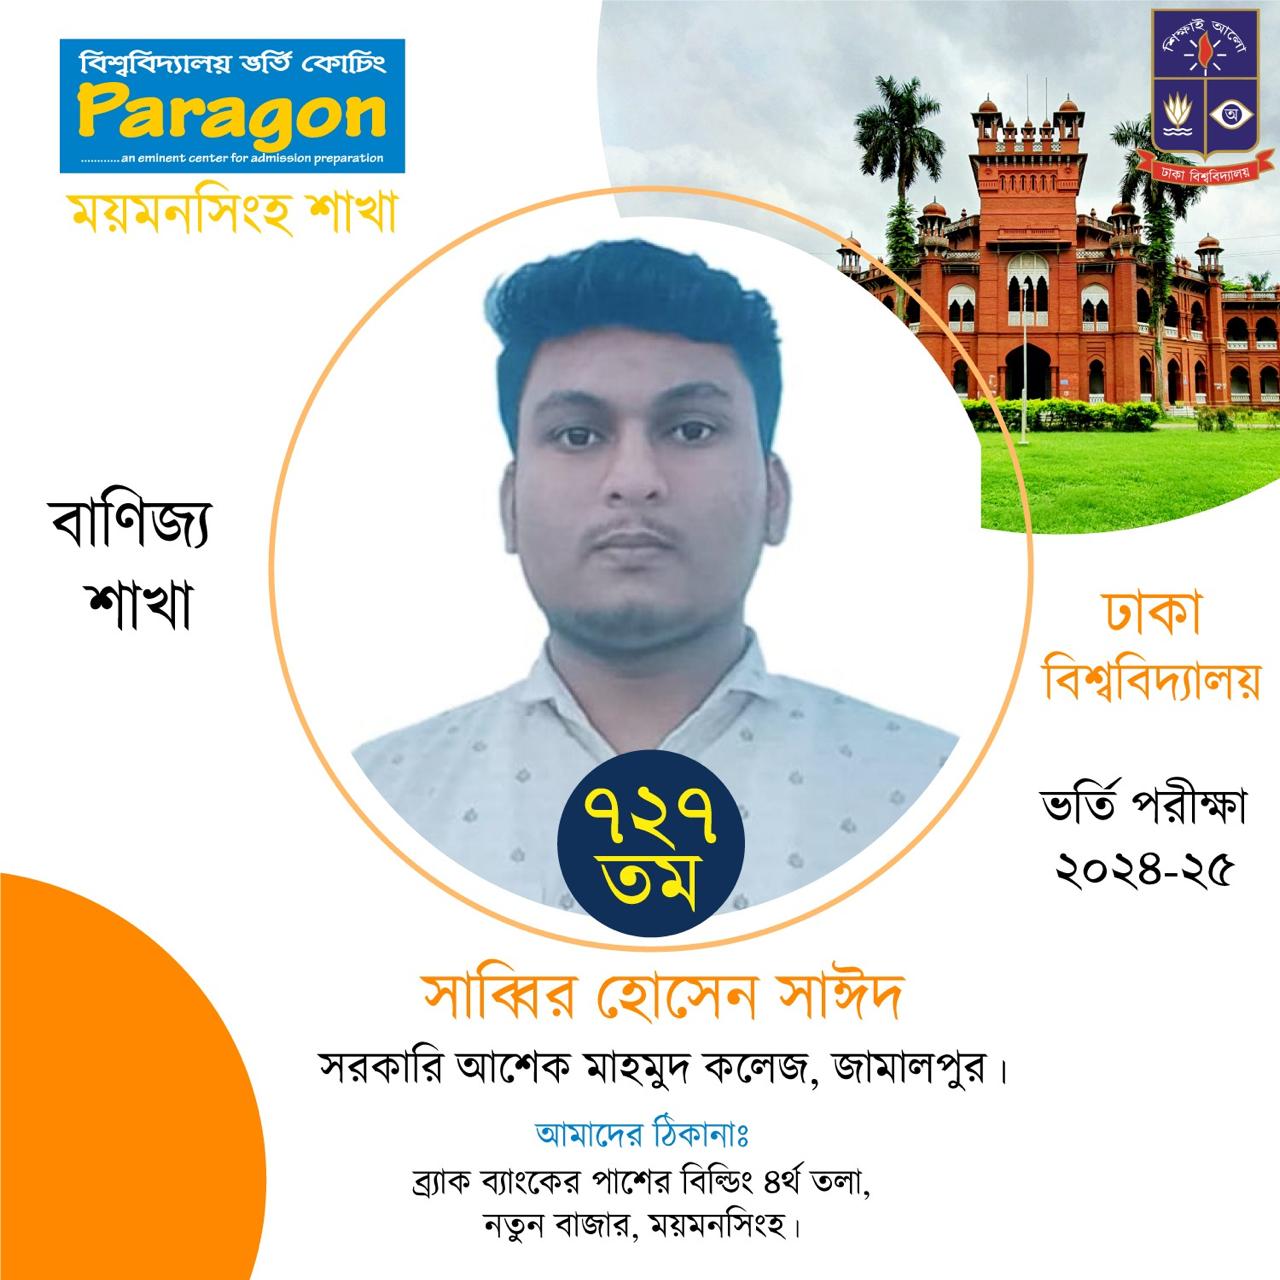 বিশ্ববিদ্যালয় ভর্তি কোচিং
Paragon
............an eminent center for admission preparation
ময়মনসিংহ শাখা
শিক্ষাই আলো
অ
ঢাকা বিশ্ববিদ্যালয়
বাণিজ্য
শাখা
ঢাকা
বিশ্ববিদ্যালয়
ভর্তি পরীক্ষা
২০২৪-২৫
৭২৭
তম
সাব্বির হোসেন সাঈদ
সরকারি আশেক মাহমুদ কলেজ, জামালপুর।
আমাদের ঠিকানাঃ
ব্র্যাক ব্যাংকের পাশের বিল্ডিং ৪র্থ তলা,
নতুন বাজার, ময়মনসিংহ।